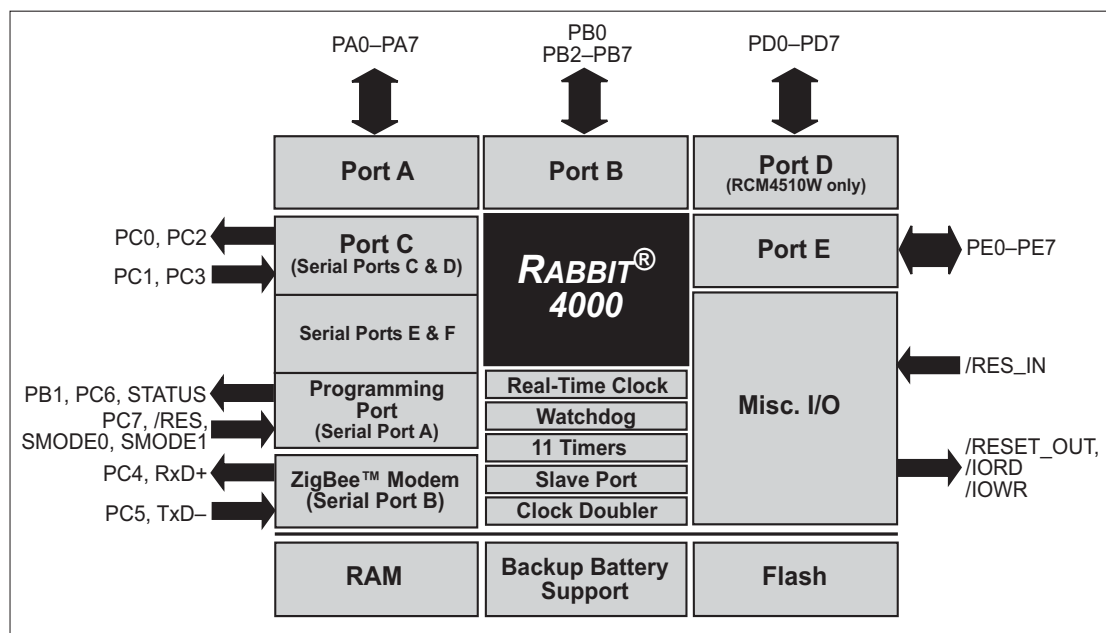 PA0–PA7
PB0
PB2–PB7
PD0–PD7
Port A
Port B
Port D
(RCM4510W only)
PC0, PC2
PC1, PC3
Port C
(Serial Ports C & D)
RABBIT®
4000
Port E
PE0–PE7
Serial Ports E & F
PB1, PC6, STATUS
PC7, /RES,
SMODE0, SMODE1
Programming
Port
(Serial Port A)
Real-Time Clock
Watchdog
11 Timers
Slave Port
Clock Doubler
Misc. I/O
/RES_IN
/RESET_OUT,
/IORD
/IOWR
PC4, RxD+
PC5, TxD–
ZigBee™ Modem
(Serial Port B)
RAM
Backup Battery
Support
Flash